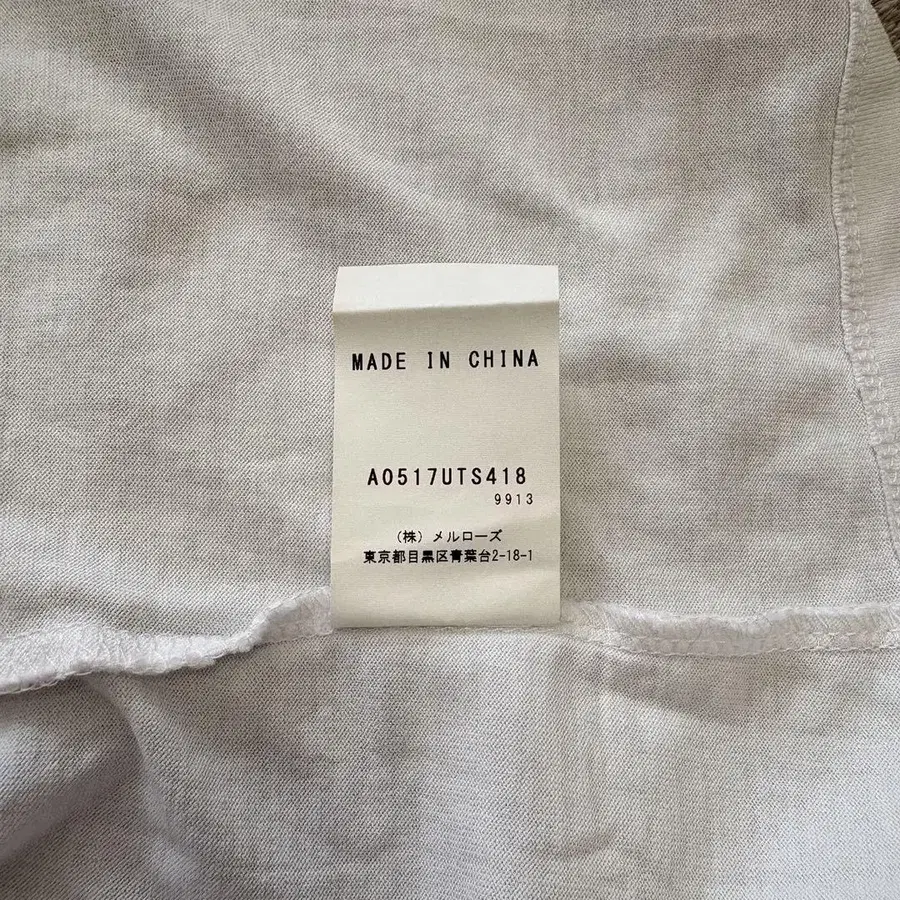 MADE IN CHINA
A0517UTS418
9913
(株) メルローズ
東京都目黒区青葉台2-18-1